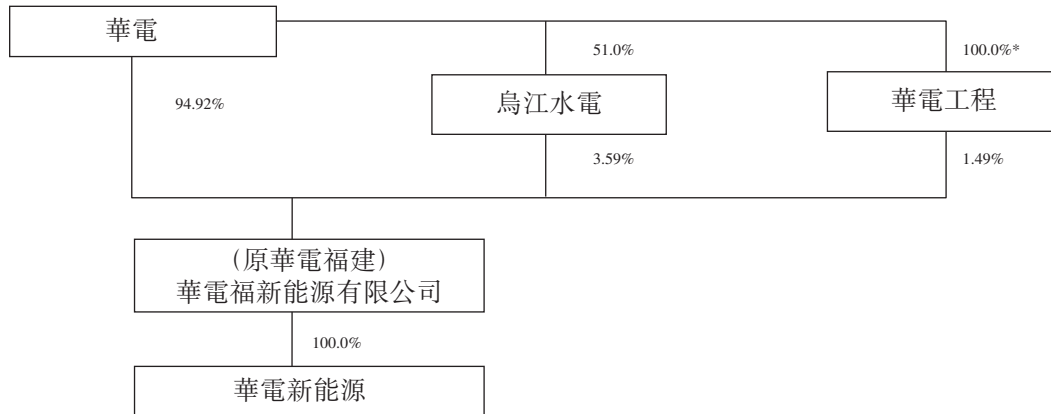 華電
51.0%
100.0%*
94.92%
烏江水電
華電工程
3.59%
1.49%
(原華電福建)
華電福新能源有限公司
100.0%
華電新能源